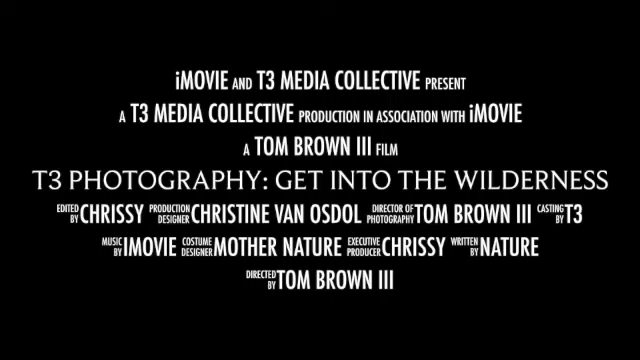 iMOVIE AND T3 MEDIA COLLECTIVE PRESENT
A T3 MEDIA COLLECTIVE PRODUCTION IN ASSOCIATION WITH iMOVIE
A TOM BROWN III FILM
T3 PHOTOGRAPHY: GET INTO THE WILDERNESS
EDITED BY CHRISSY PRODUCTION DESIGNER CHRISTINE VAN OSDOL DIRECTOR OF PHOTOGRAPHY TOM BROWN III CASTING BY T3
MUSIC BY IMOVIE COSTUME DESIGNER MOTHER NATURE EXECUTIVE PRODUCER CHRISSY WRITTEN BY NATURE
DIRECTED BY TOM BROWN III